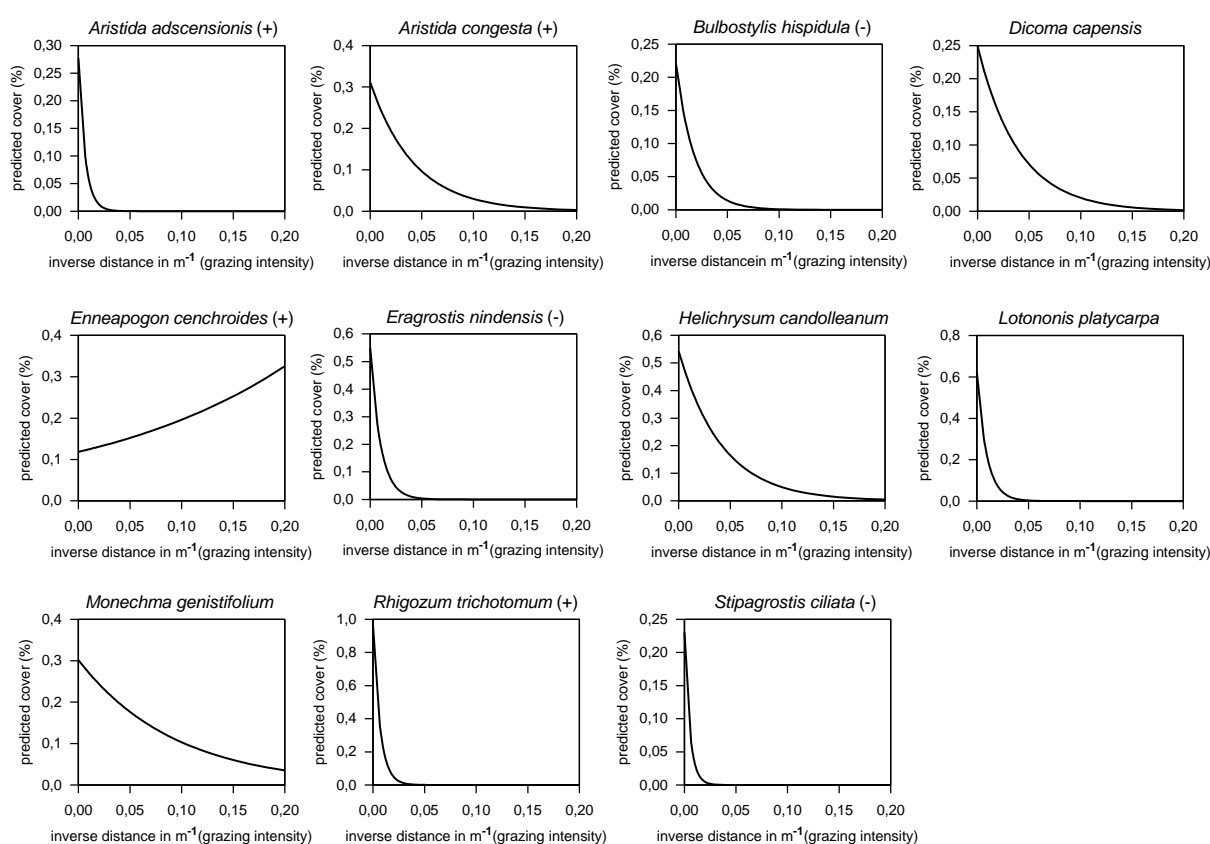 Aristida adscensionis (+)
Aristida congesta (+)
Bulbostylis hispidula (-)
Dicoma capensis
predicted cover (%)
0,30
0,25
0,20
0,15
0,10
0,05
0,00
0,00 0,05 0,10 0,15 0,20
inverse distance in m-1 (grazing intensity)
predicted cover (%)
0,4
0,3
0,2
0,1
0,0
0,00 0,05 0,10 0,15 0,20
inverse distance in m-1 (grazing intensity)
predicted cover (%)
0,25
0,20
0,15
0,10
0,05
0,00
0,00 0,05 0,10 0,15 0,20
inverse distancein m-1(grazing intensity)
predicted cover (%)
0,25
0,20
0,15
0,10
0,05
0,00
0,00 0,05 0,10 0,15 0,20
inverse distance in m-1(grazing intensity)
Enneapogon cenchroides (+)
Eragrostis nindensis (-)
Helichrysum candolleanum
Lotononis platycarpa
predicted cover (%)
0,4
0,3
0,2
0,1
0,0
0,00 0,05 0,10 0,15 0,20
inverse distance in m-1(grazing intensity)
predicted cover (%)
0,6
0,5
0,4
0,3
0,2
0,1
0,0
0,00 0,05 0,10 0,15 0,20
inverse distance in m-1(grazing intensity)
predicted cover (%)
0,6
0,5
0,4
0,3
0,2
0,1
0,0
0,00 0,05 0,10 0,15 0,20
inverse distance in m-1(grazing intensity)
predicted cover (%)
0,8
0,6
0,4
0,2
0,0
0,00 0,05 0,10 0,15 0,20
inverse distance in m-1(grazing intensity)
Monechma genistifolium
Rhigozum trichotomum (+)
Stipagrostis ciliata (-)
predicted cover (%)
0,4
0,3
0,2
0,1
0,0
0,00 0,05 0,10 0,15 0,20
inverse distance in m-1(grazing intensity)
predicted cover (%)
1,0
0,8
0,6
0,4
0,2
0,0
0,00 0,05 0,10 0,15 0,20
inverse distance in m-1(grazing intensity)
predicted cover (%)
0,25
0,20
0,15
0,10
0,05
0,00
0,00 0,05 0,10 0,15 0,20
inverse distance in m-1(grazing intensity)